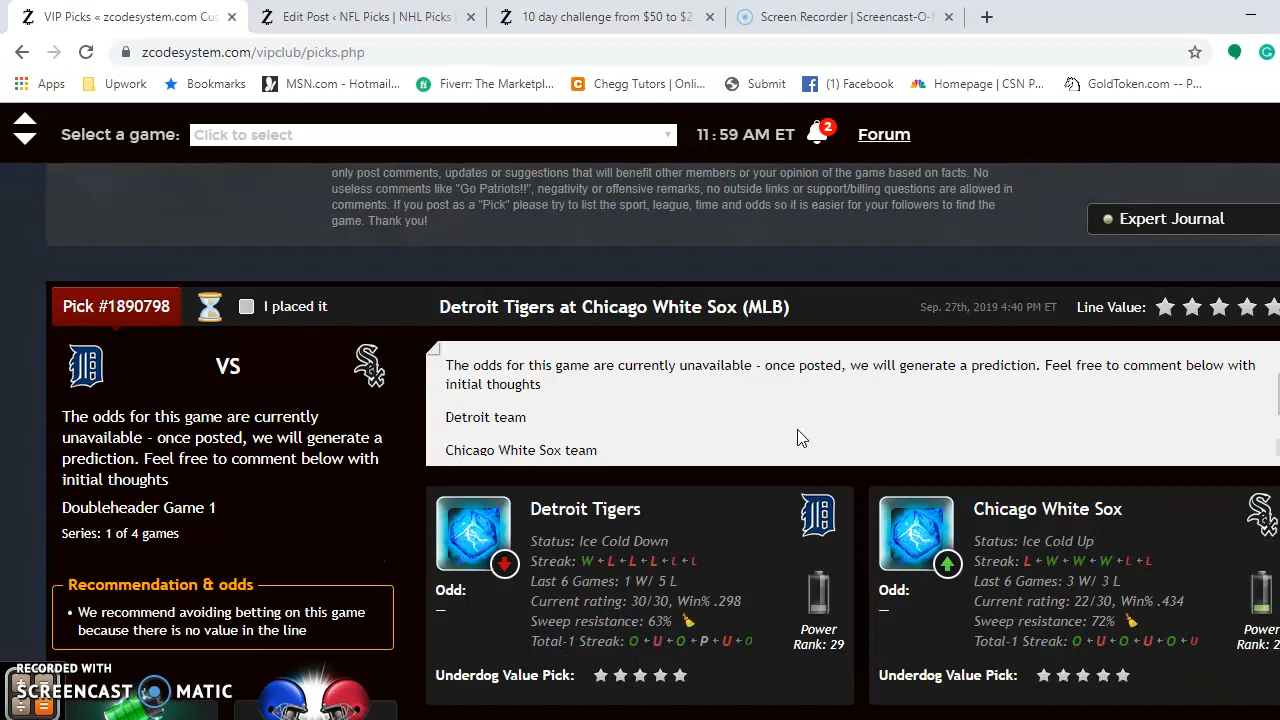 VIP Picks « zcodesystem.com Cus
Edit Post ‹ NFL Picks | NHL Picks
10 day challenge from $50 to $2
Screen Recorder | Screencast-O-
zcodesystem.com/vipclub/picks.php
Apps
Upwork
Bookmarks
MSN.com - Hotmail...
Fiverr: The Marketpl...
Chegg Tutors | Onli...
Submit
(1) Facebook
Homepage | CSN P...
GoldToken.com -- P...
Select a game:
Click to select
11:59 AM ET
2
Forum
only post comments, updates or suggestions that will benefit other members or your opinion of the game based on facts. No
useless comments like "Go Patriots!!", negativity or offensive remarks, no outside links or support/billing questions are allowed in
comments. If you post as a "Pick" please try to list the sport, league, time and odds so it is easier for your followers to find the
game. Thank you!
Expert Journal
Pick #1890798
I placed it
Detroit Tigers at Chicago White Sox (MLB)
Sep. 27th, 2019 4:40 PM ET
Line Value:
VS
The odds for this game are currently
unavailable - once posted, we will generate a
prediction. Feel free to comment below with
initial thoughts
Doubleheader Game 1
Series: 1 of 4 games
The odds for this game are currently unavailable - once posted, we will generate a prediction. Feel free to comment below with
initial thoughts
Detroit team
Chicago White Sox team
Recommendation & odds
• We recommend avoiding betting on this game
because there is no value in the line
Detroit Tigers
Status: Ice Cold Down
Streak: W ← L ← L ← L ← L ← L
Last 6 Games: 1 W/ 5 L
Current rating: 30/30, Win% .298
Sweep resistance: 63%
Total-1 Streak: O ← U ← O ← P ← U ← O
Odd:
—
Power
Rank: 29
Underdog Value Pick:
Chicago White Sox
Status: Ice Cold Up
Streak: L ← W ← W ← W ← L ← L
Last 6 Games: 3 W/ 3 L
Current rating: 22/30, Win% .434
Sweep resistance: 72%
Total-1 Streak: O ← U ← O ← U ← O ← U
Odd:
—
Power
Rank: 2
Underdog Value Pick:
RECORDED WITH
SCREENCAST MATIC